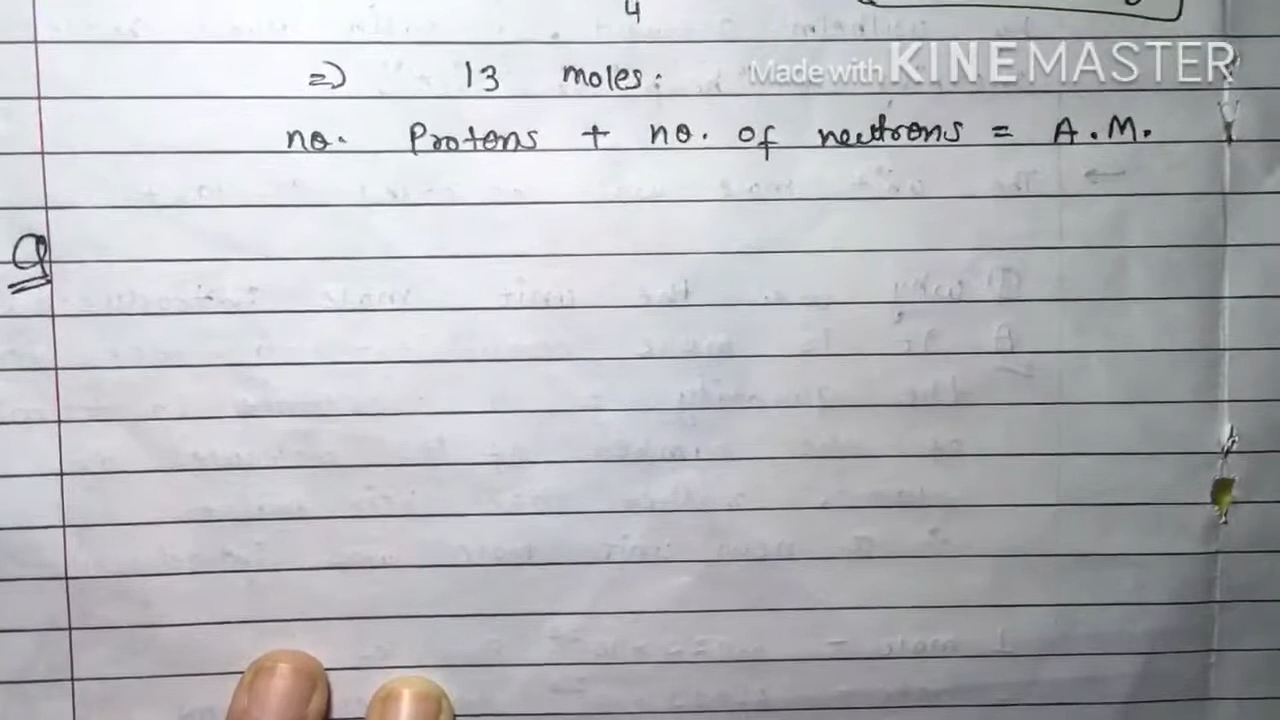 4
Made with KINEMASTER
=> 13 moles:
no. Protons + no. of neutrons = A.M.
Q